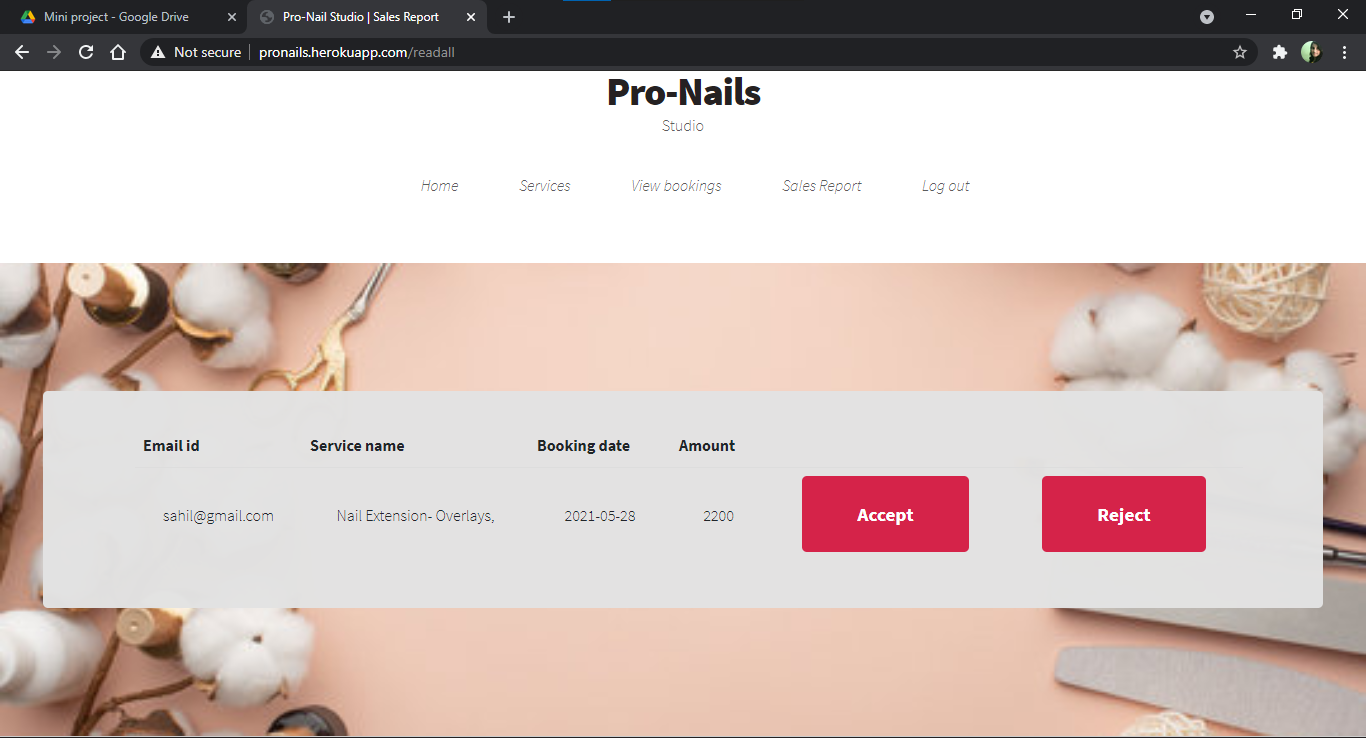 Mini project - Google Drive
Pro-Nail Studio | Sales Report
Not secure
pronails.herokuapp.com/readall
Pro-Nails
Studio
Home Services View bookings Sales Report Log out
Email id Service name Booking date Amount
sahil@gmail.com Nail Extension- Overlays, 2021-05-28 2200 Accept Reject